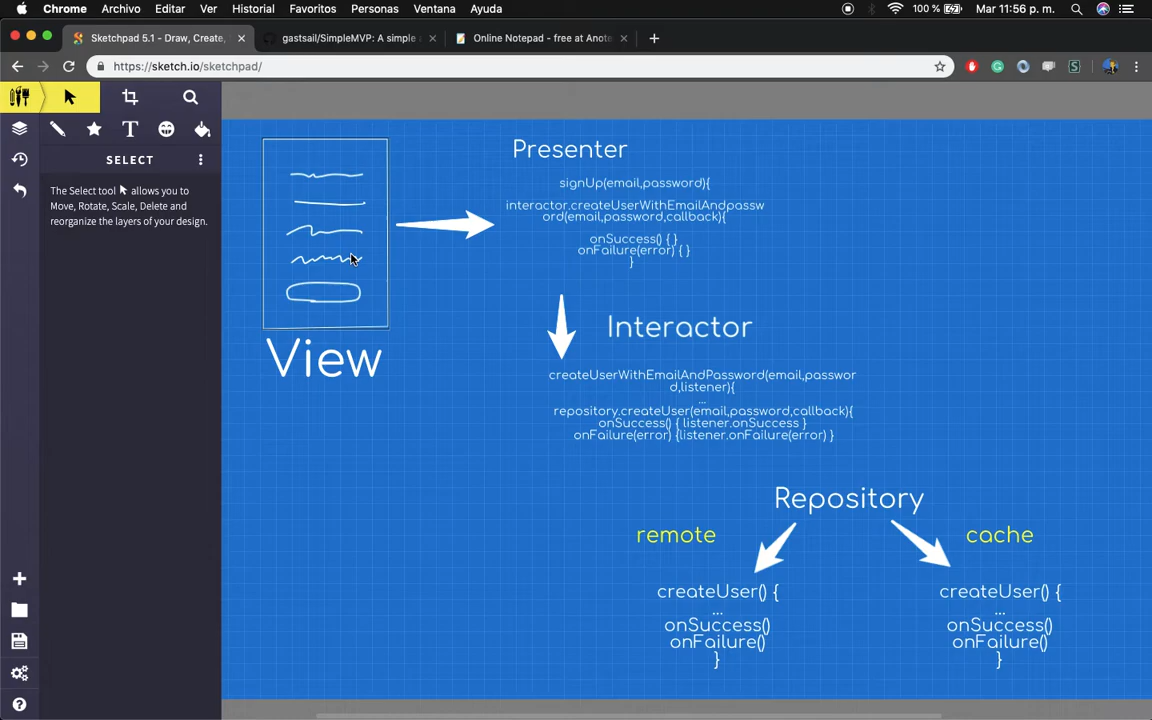 Chrome Archivo Editar Ver Historial Favoritos Personas Ventana Ayuda 100 % Mar 11:56 p. m.
Sketchpad 5.1 - Draw, Create, gastsail/SimpleMVP: A simple Online Notepad - free at Anote
https://sketch.io/sketchpad/
SELECT
The Select tool allows you to
Move, Rotate, Scale, Delete and
reorganize the layers of your design.
View
Presenter
signUp(email,password){
interactor.createUserWithEmailAndpassw
ord(email,password,callback){
onSuccess() { }
onFailure(error) { }
}
Interactor
createUserWithEmailAndPassword(email,passwor
d,listener){
...
repository.createUser(email,password,callback){
onSuccess() { listener.onSuccess }
onFailure(error) {listener.onFailure(error) }
Repository
remote
cache
createUser() {
...
onSuccess()
onFailure()
}
createUser() {
...
onSuccess()
onFailure()
}